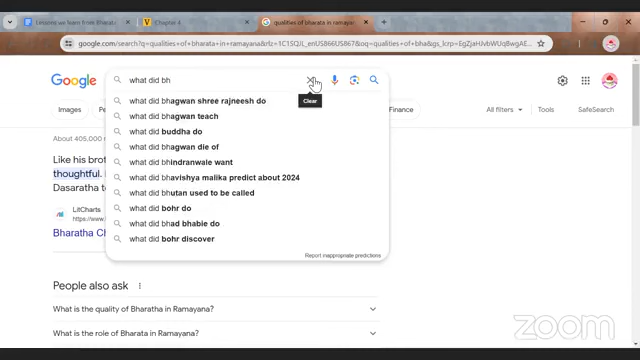 Lessons we learn from Bharata
Chapter 4
qualities of bharata in ramayan
google.com/search?q=qualities+of+bharata+in+ramayana&rlz=1C1SQJL_enUS866US867&oq=qualities+of+bha&gs_lcrp=EgZjaHJvbWUqBwgAE...
Google
what did bh
Clear
Images
Pe
Finance
All filters
Tools
SafeSearch
what did bhagwan shree rajneesh do
what did bhagwan teach
what did buddha do
what did bhagwan die of
what did bhindranwale want
what did bhavishya malika predict about 2024
what did bhutan used to be called
what did bohr do
what did bhad bhabie do
what did bohr discover
Report inappropriate predictions
About 405,000
Like his brot
thoughtful. I
Dasaratha to
LitCharts
https://www.
Bharatha Ch
People also ask
What is the quality of Bharatha in Ramayana?
What is the role of Bharata in Ramayana?
zoom